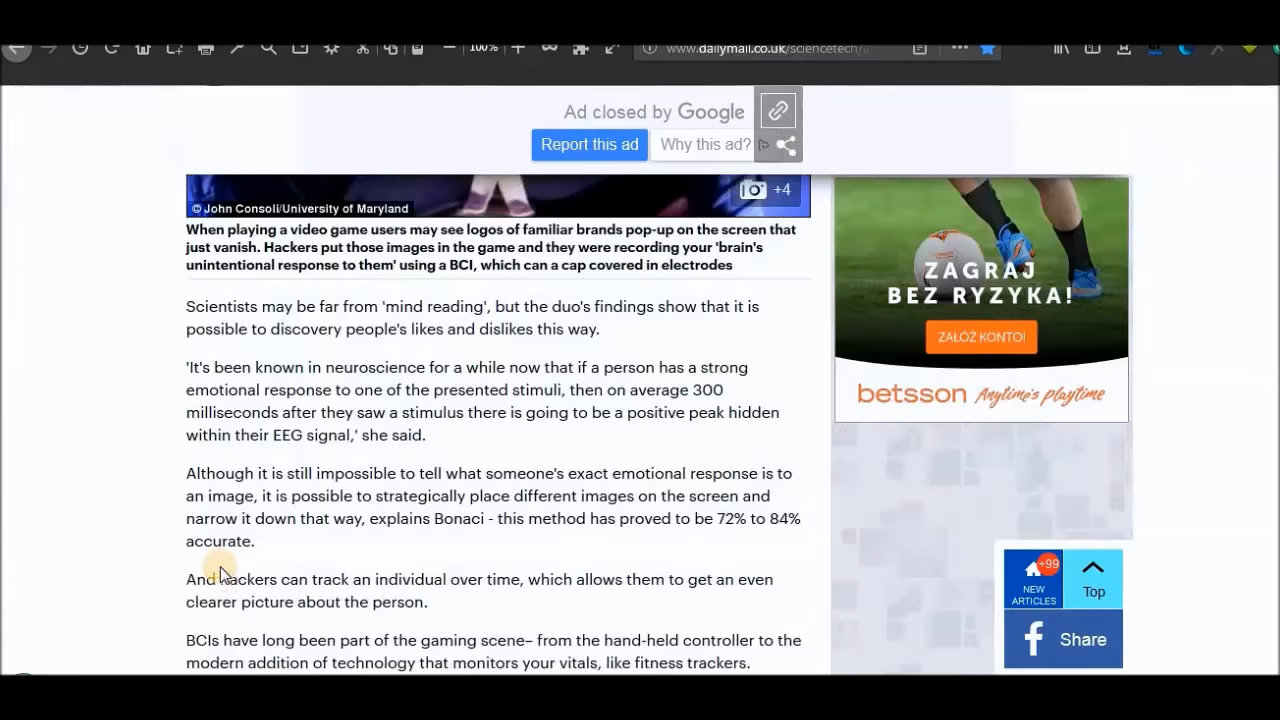 100%
www.dailymail.co.uk/sciencetech/
Ad closed by Google
Report this ad
Why this ad?
+4
© John Consoli/University of Maryland
When playing a video game users may see logos of familiar brands pop-up on the screen that
just vanish. Hackers put those images in the game and they were recording your 'brain's
unintentional response to them' using a BCI, which can a cap covered in electrodes
Scientists may be far from 'mind reading', but the duo's findings show that it is
possible to discovery people's likes and dislikes this way.
'It's been known in neuroscience for a while now that if a person has a strong
emotional response to one of the presented stimuli, then on average 300
milliseconds after they saw a stimulus there is going to be a positive peak hidden
within their EEG signal,' she said.
Although it is still impossible to tell what someone's exact emotional response is to
an image, it is possible to strategically place different images on the screen and
narrow it down that way, explains Bonaci - this method has proved to be 72% to 84%
accurate.
And hackers can track an individual over time, which allows them to get an even
clearer picture about the person.
BCIs have long been part of the gaming scene– from the hand-held controller to the
modern addition of technology that monitors your vitals, like fitness trackers.
ZAGRAJ
BEZ RYZYKA!
ZAŁÓŻ KONTO!
betsson Anytime's playtime
+99
NEW
ARTICLES
Top
f Share